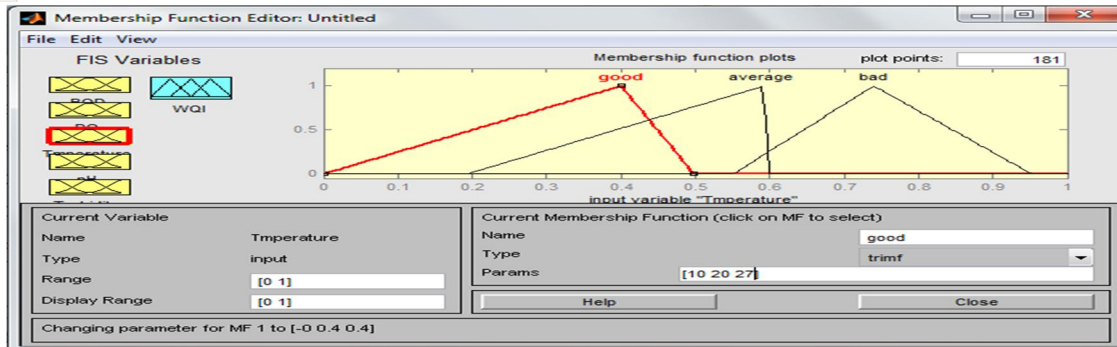 Membership Function Editor: Untitled
File Edit View
FIS Variables
Membership function plots
plot points: 181
WQI
good average bad
1
0.5
0
0 0.1 0.2 0.3 0.4 0.5 0.6 0.7 0.8 0.9 1
input variable "Tmperature"
BOD
DO
Tmperature
pH
Current Variable
Name Tmperature
Type input
Range [0 1]
Display Range [0 1]
Current Membership Function (click on MF to select)
Name good
Type trimf
Params [10 20 27]
Help Close
Changing parameter for MF 1 to [-0 0.4 0.4]